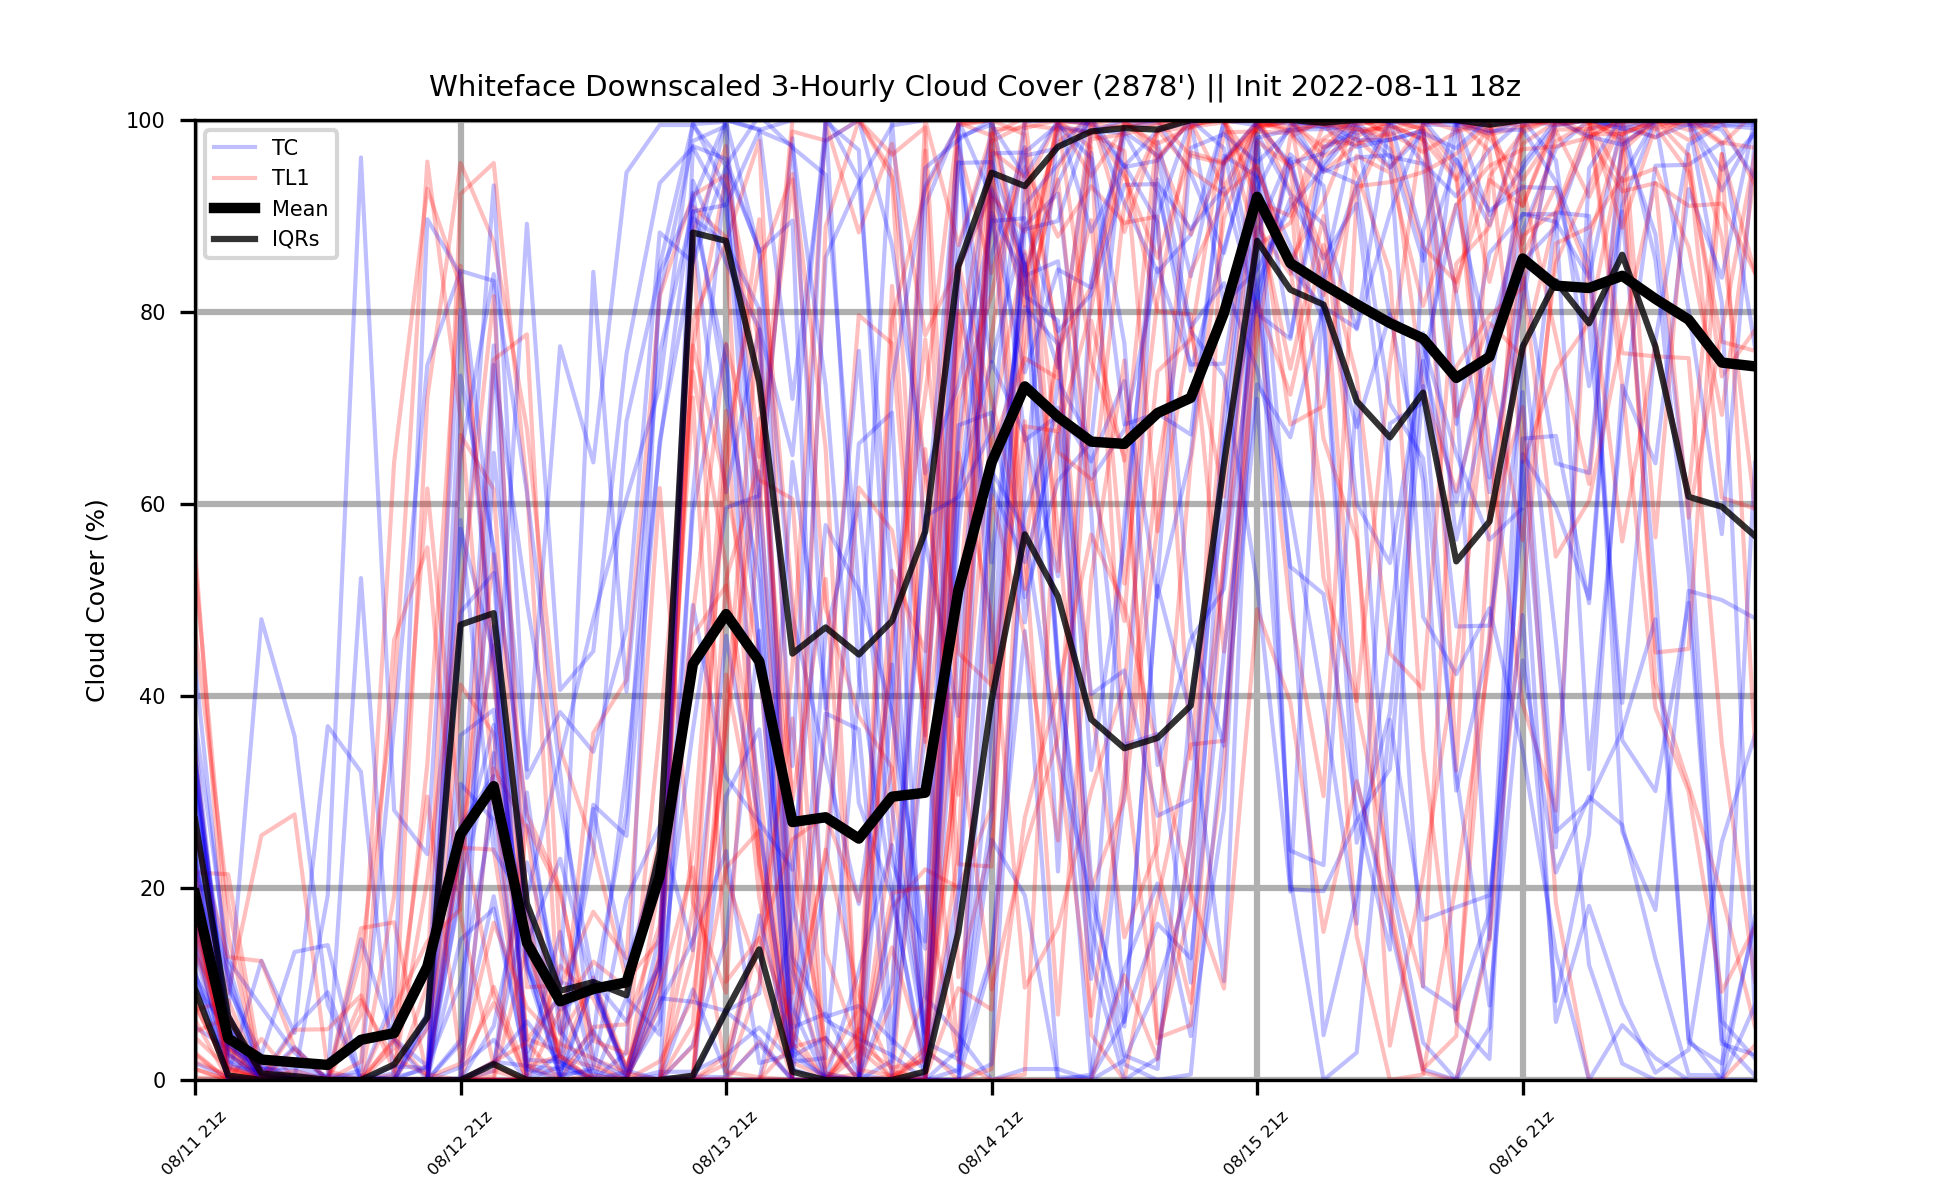 Whiteface Downscaled 3-Hourly Cloud Cover (2878') || Init 2022-08-11 18z
Cloud Cover (%)
100
80
60
40
20
0
TC
TL1
Mean
IQRs
08/11 21z
08/12 21z
08/13 21z
08/14 21z
08/15 21z
08/16 21z